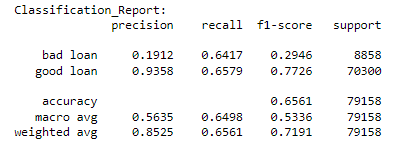 Classification_Report:
precision recall f1-score support
bad loan 0.1912 0.6417 0.2946 8858
good loan 0.9358 0.6579 0.7726 70300
accuracy 0.6561 79158
macro avg 0.5635 0.6498 0.5336 79158
weighted avg 0.8525 0.6561 0.7191 79158